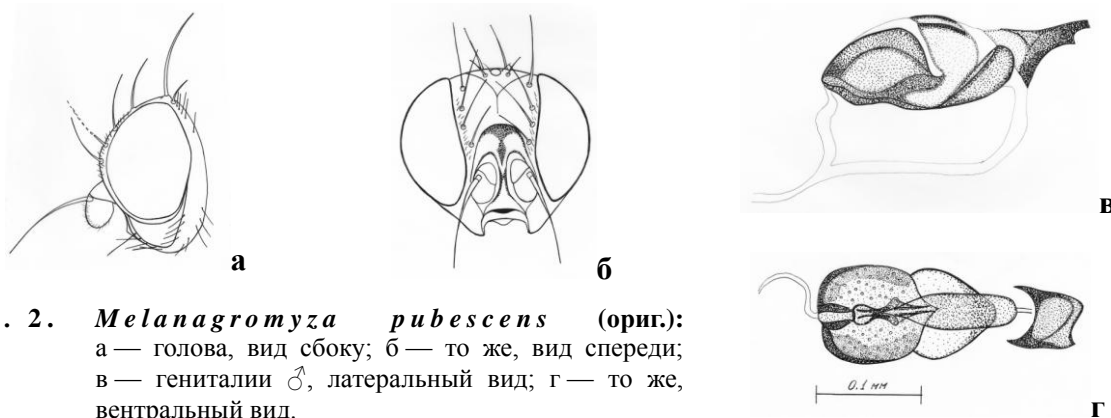 а
б
в
. 2. Melanagromyza pubescens (ориг.):
а — голова, вид сбоку; б — то же, вид спереди;
в — гениталии ♂, латеральный вид; г — то же,
вентральный вид.
0.1 мм
г